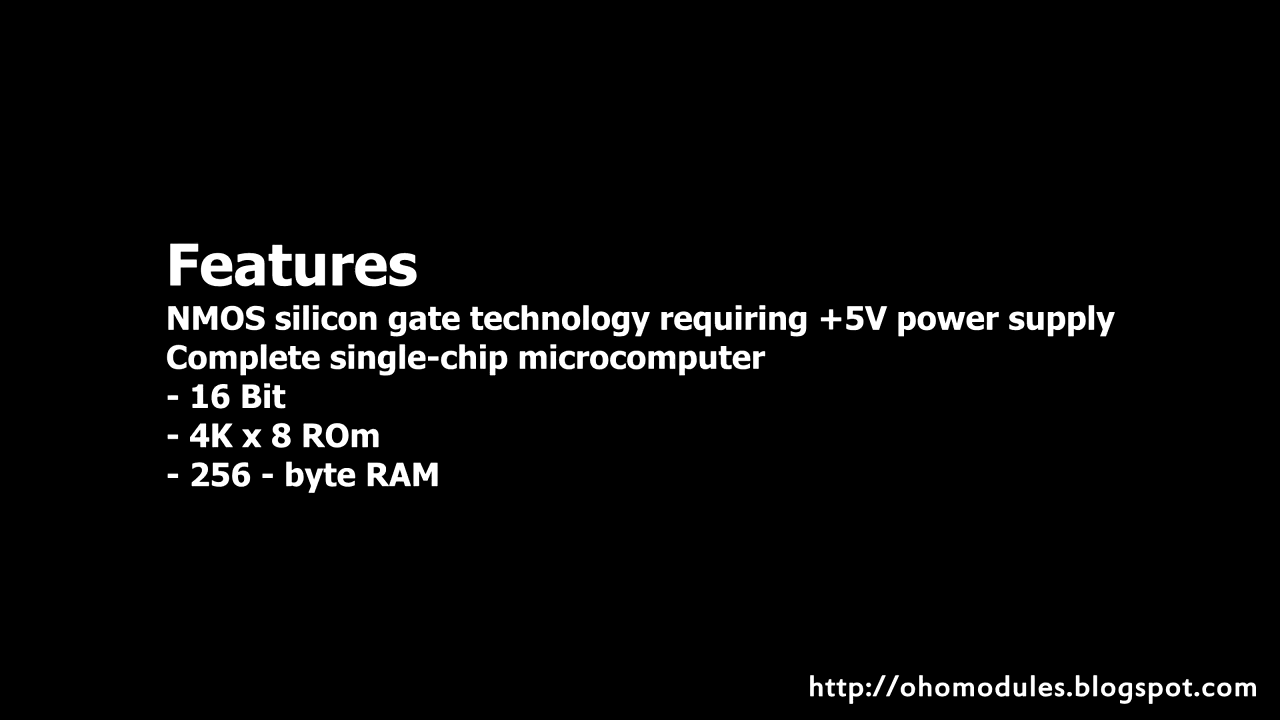 Features
NMOS silicon gate technology requiring +5V power supply
Complete single-chip microcomputer
- 16 Bit
- 4K x 8 ROm
- 256 - byte RAM
http://ohomodules.blogspot.com